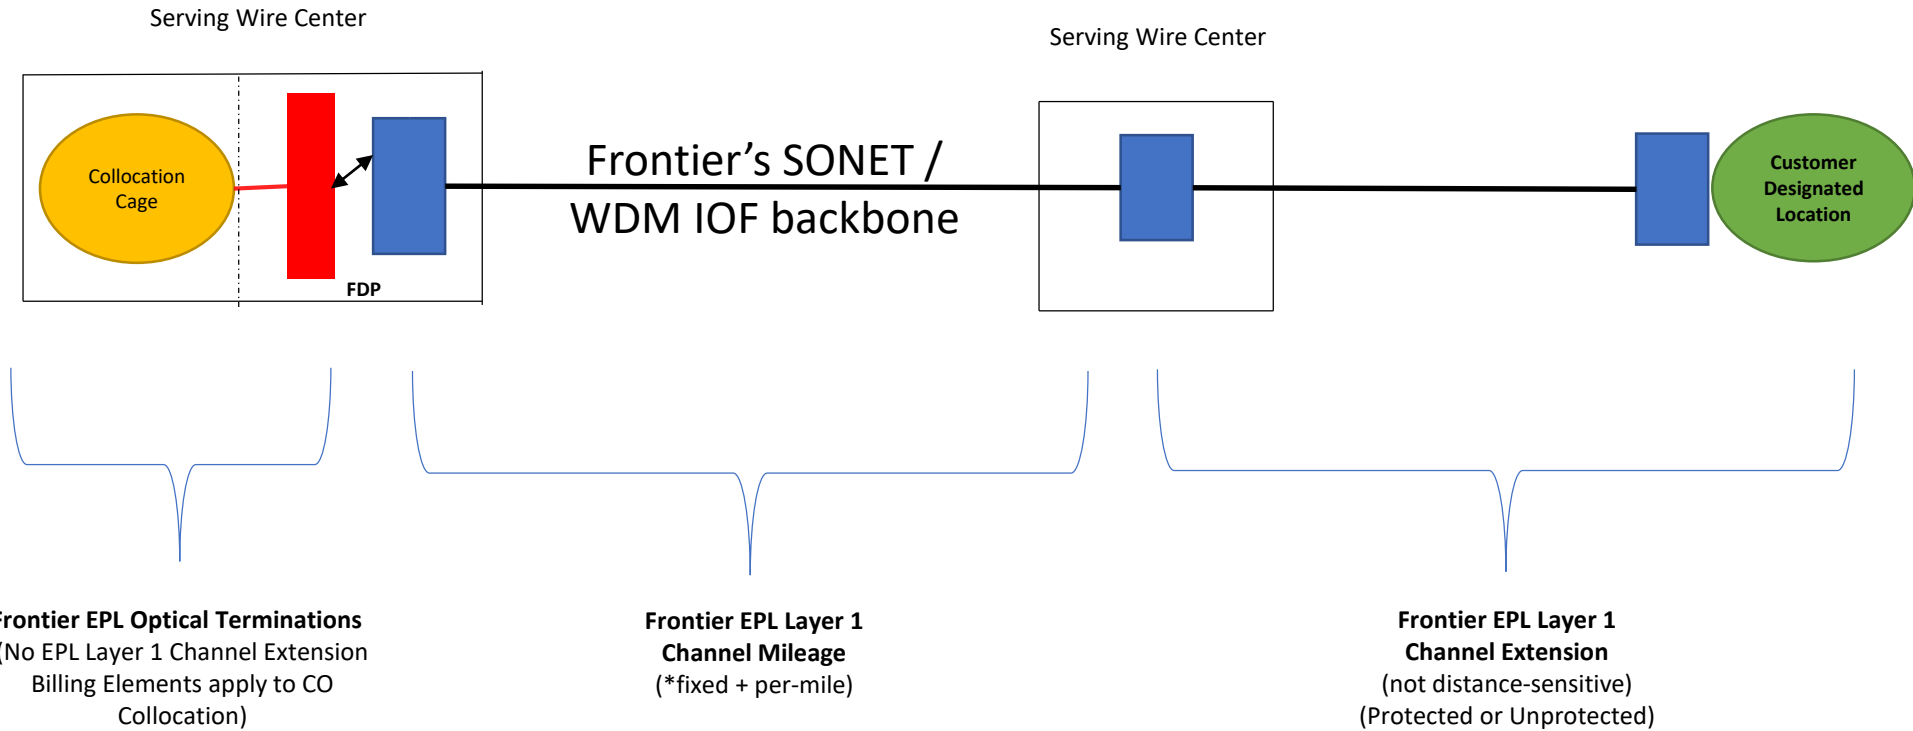 Serving Wire Center
Serving Wire Center
Collocation
Cage
FDP
Frontier’s SONET /
WDM IOF backbone
Customer
Designated
Location
Frontier EPL Optical Terminations
(No EPL Layer 1 Channel Extension
Billing Elements apply to CO
Collocation)
Frontier EPL Layer 1
Channel Mileage
(*fixed + per-mile)
Frontier EPL Layer 1
Channel Extension
(not distance-sensitive)
(Protected or Unprotected)